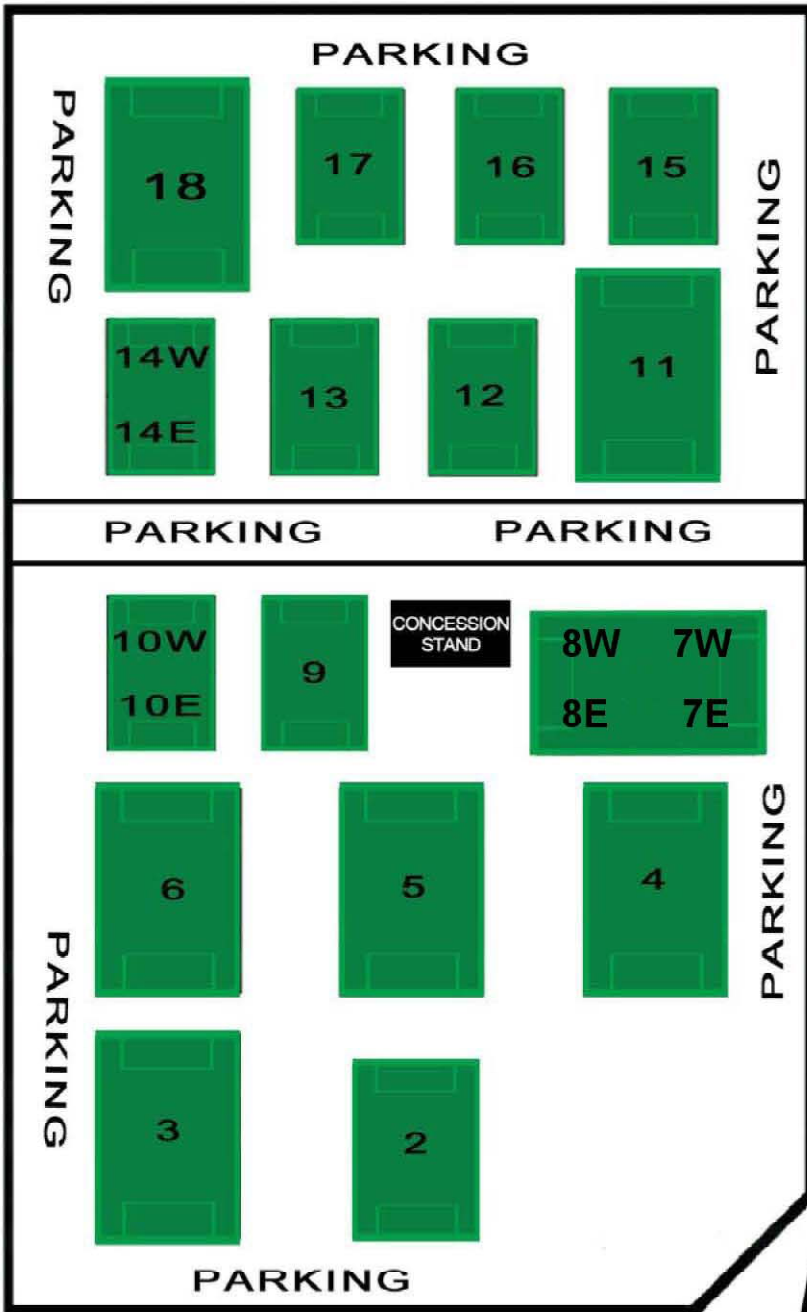 PARKING
PARKING
18
17
16
15
PARKING
14W
14E
13
12
11
PARKING PARKING
10W
10E
9
CONCESSION
STAND
8W 7W
8E 7E
6
5
4
PARKING
PARKING
3
2
PARKING